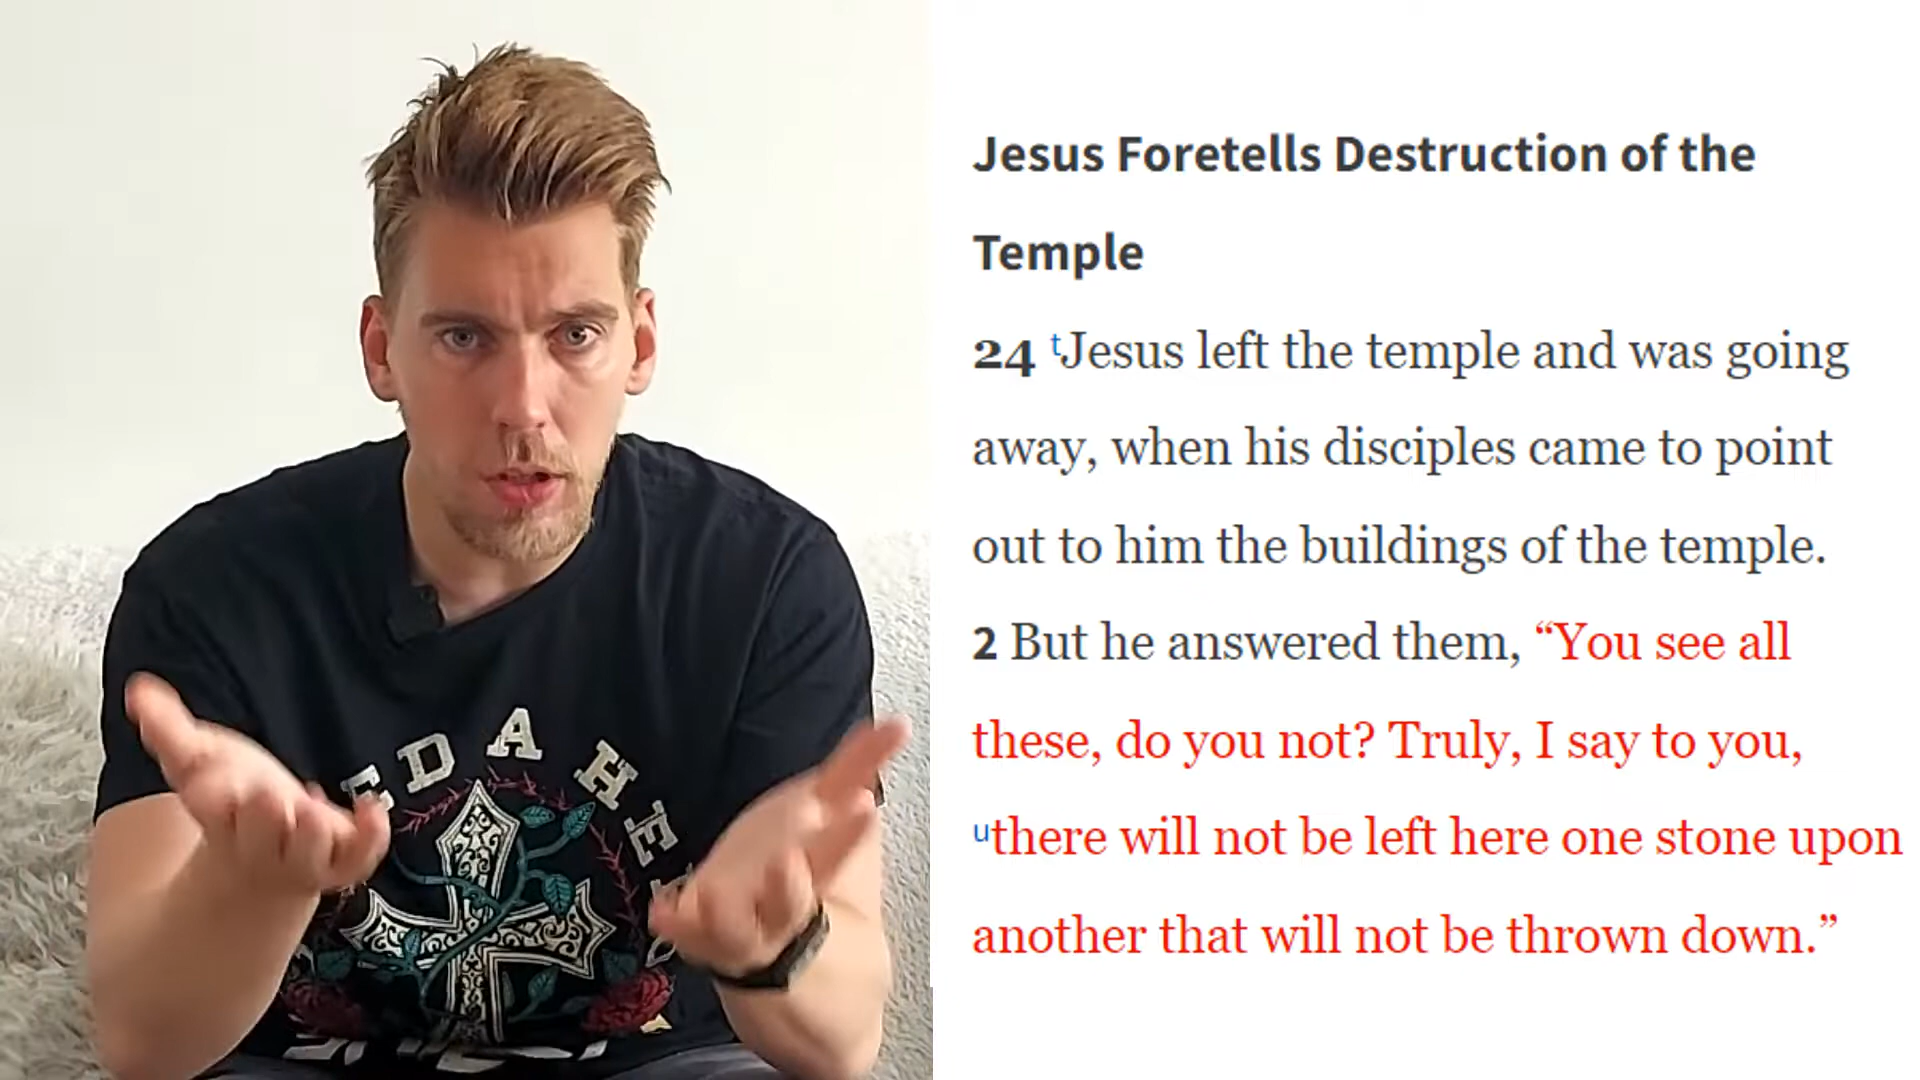 Jesus Foretells Destruction of the
Temple
24 tJesus left the temple and was going
away, when his disciples came to point
out to him the buildings of the temple.
2 But he answered them, “You see all
these, do you not? Truly, I say to you,
uthere will not be left here one stone upon
another that will not be thrown down.”
EDAHE